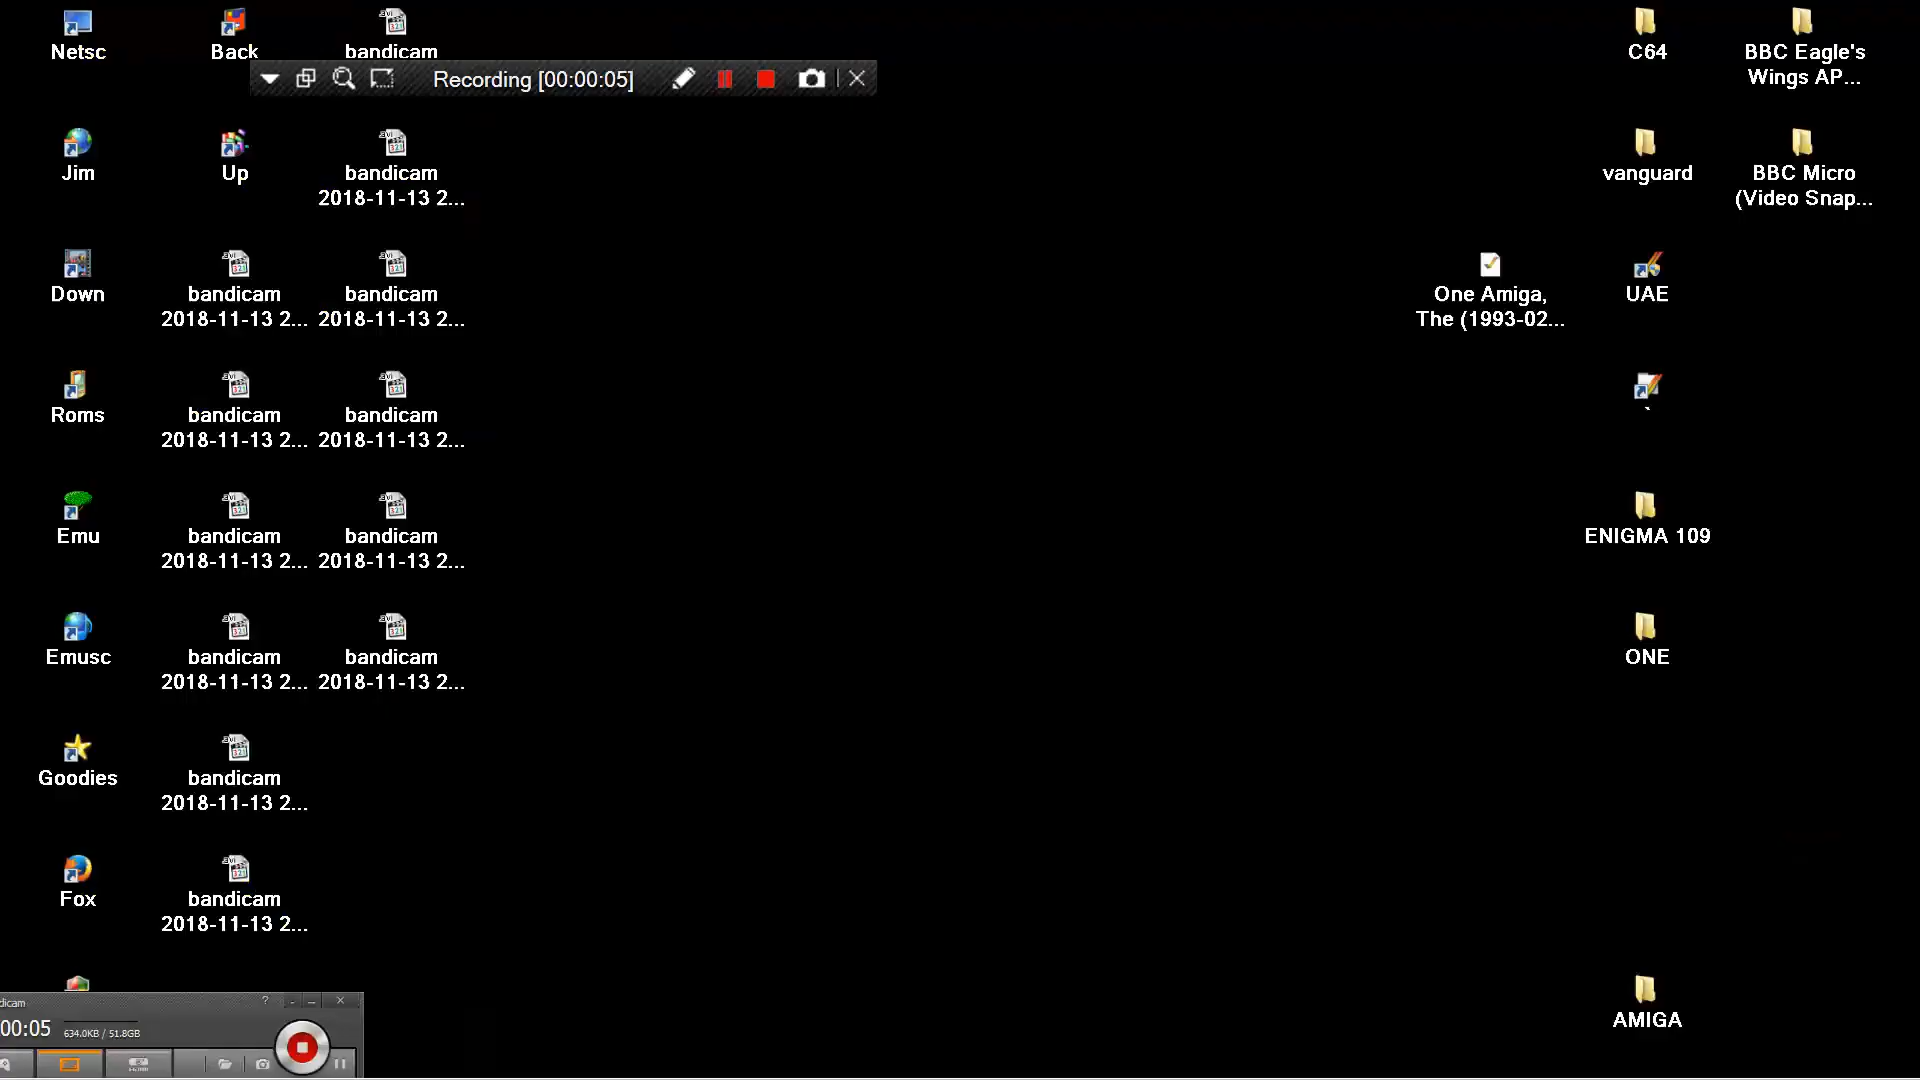 Netsc
Back
bandicam
C64
BBC Eagle's
Wings AP...
Recording [00:00:05]
Jim
Up
bandicam
2018-11-13 2...
vanguard
BBC Micro
(Video Snap...
Down
bandicam
2018-11-13 2...
bandicam
2018-11-13 2...
One Amiga,
The (1993-02...
UAE
Roms
bandicam
2018-11-13 2...
bandicam
2018-11-13 2...
Emu
bandicam
2018-11-13 2...
bandicam
2018-11-13 2...
ENIGMA 109
Emusc
bandicam
2018-11-13 2...
bandicam
2018-11-13 2...
ONE
Goodies
bandicam
2018-11-13 2...
Fox
bandicam
2018-11-13 2...
AMIGA
dicam
00:05
634.0KB / 51.8GB